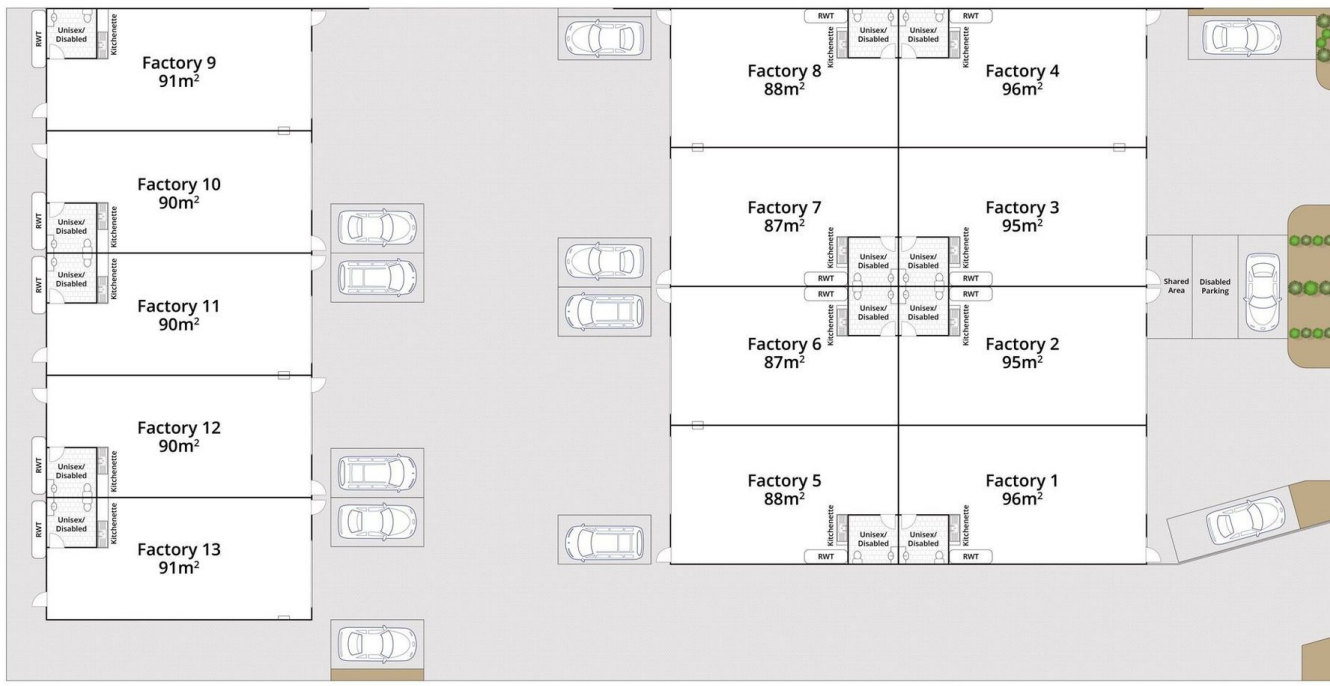 RWT
Unisex/
Disabled
Kitchenette
Factory 9
91m²
Factory 10
90m²
RWT
Unisex/
Disabled
Kitchenette
RWT
Unisex/
Disabled
Kitchenette
Factory 11
90m²
Factory 12
90m²
RWT
Unisex/
Disabled
Kitchenette
RWT
Unisex/
Disabled
Kitchenette
Factory 13
91m²
RWT
Unisex/
Disabled
Kitchenette
Factory 8
88m²
RWT
Unisex/
Disabled
Kitchenette
Factory 4
96m²
Factory 7
87m²
Kitchenette
Unisex/
Disabled
RWT
Factory 3
95m²
Unisex/
Disabled
Kitchenette
RWT
RWT
Unisex/
Disabled
Kitchenette
Factory 6
87m²
RWT
Unisex/
Disabled
Kitchenette
Factory 2
95m²
Shared
Area
Disabled
Parking
Factory 5
88m²
Kitchenette
Unisex/
Disabled
RWT
Factory 1
96m²
Unisex/
Disabled
Kitchenette
RWT